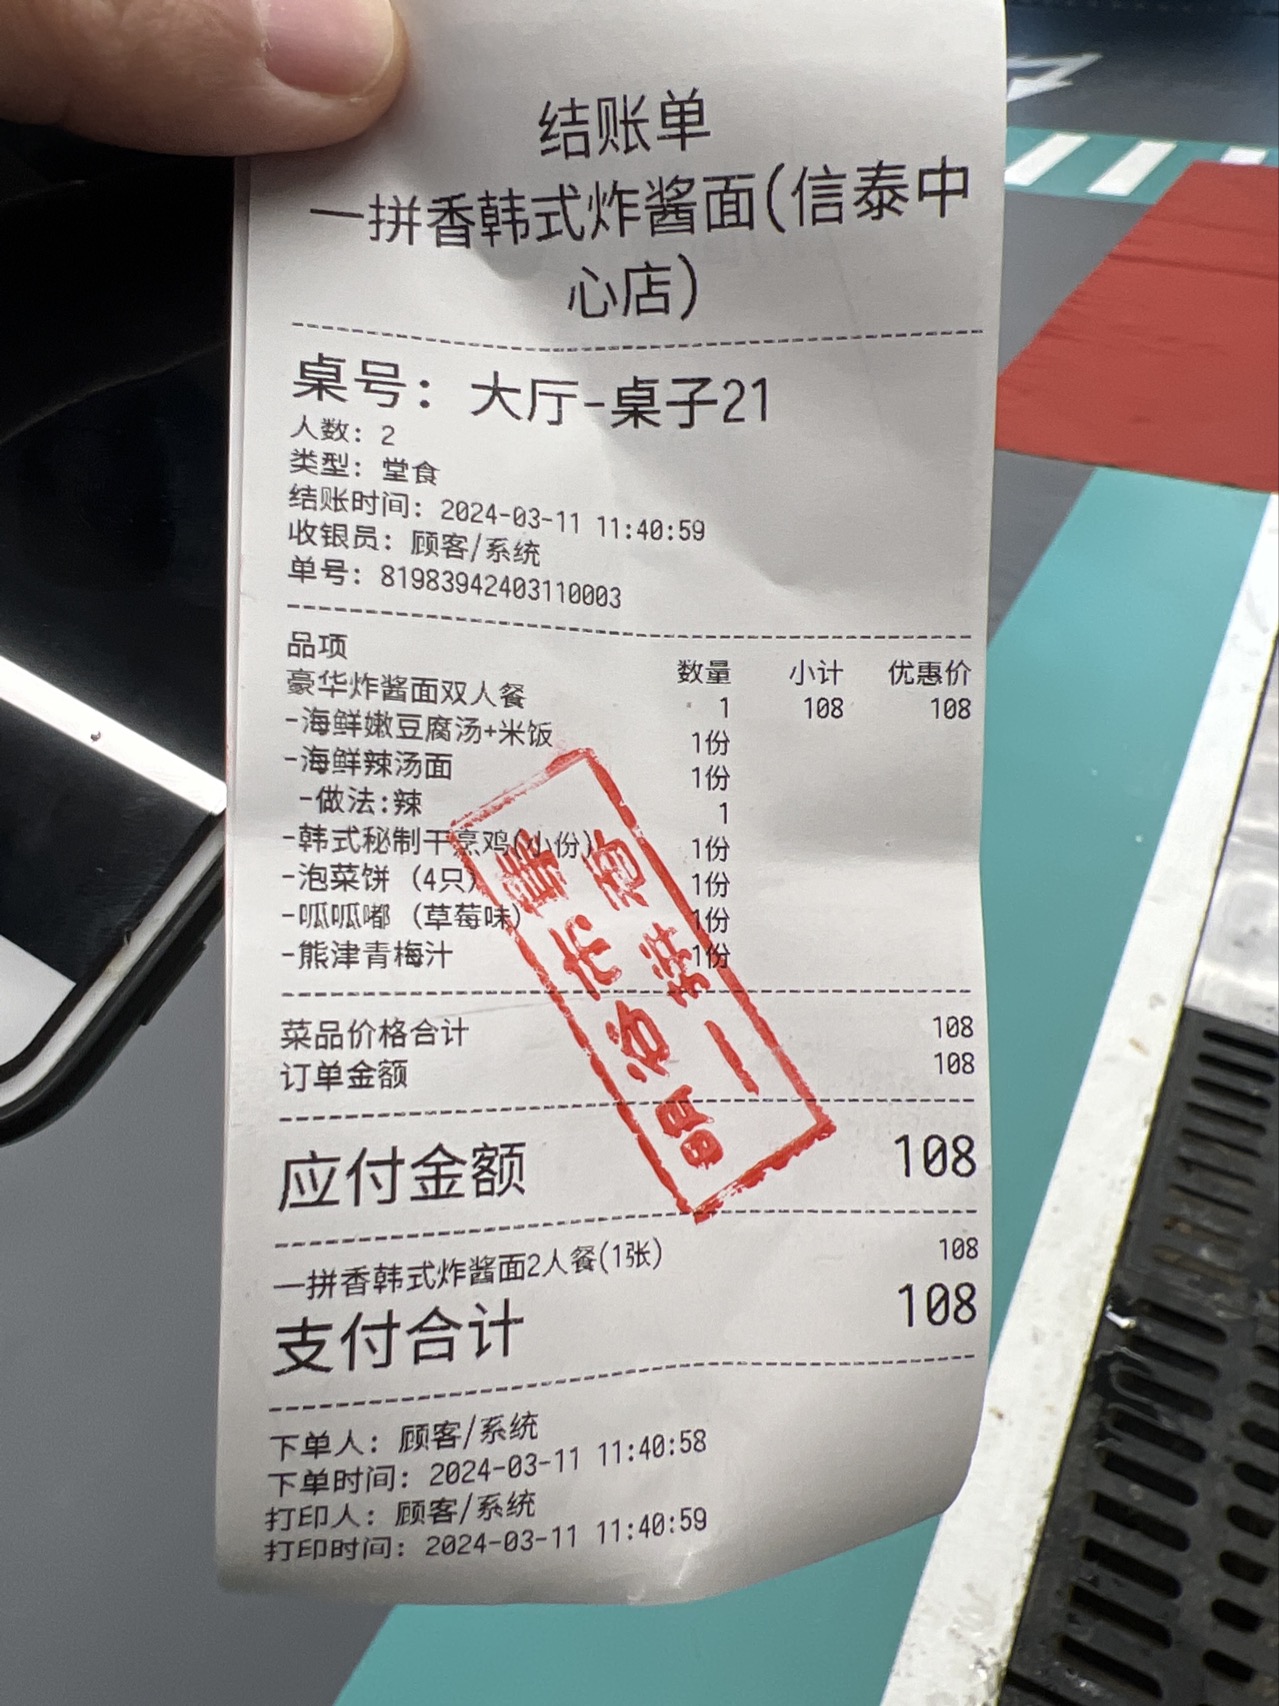 结账单
一拼香韩式炸酱面(信泰中
心店)
桌号：大厅-桌子21
人数：2
类型：堂食
结账时间：2024-03-11 11:40:59
收银员：顾客/系统
单号：81983942403110003
品项 数量 小计 优惠价
豪华炸酱面双人餐 1 108 108
-海鲜嫩豆腐汤+米饭 1份
-海鲜辣汤面 1份
-做法:辣 1
-韩式秘制干烹鸡(小份) 1份
-泡菜饼（4只） 1份
-呱呱嘟（草莓味） 1份
-熊津青梅汁 1份
菜品价格合计 108
订单金额 108
应付金额 108
一拼香韩式炸酱面2人餐(1张) 108
支付合计 108
下单人：顾客/系统
下单时间：2024-03-11 11:40:58
打印人：顾客/系统
打印时间：2024-03-11 11:40:59